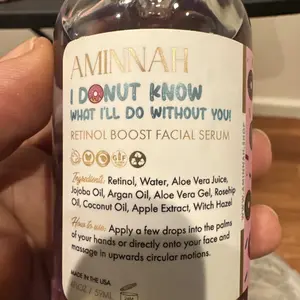 AMINNAH
I DONUT KNOW
WHAT I'LL DO WITHOUT YOU!
RETINOL BOOST FACIAL SERUM
Ingredients: Retinol, Water, Aloe Vera Juice,
Jojoba Oil, Argan Oil, Aloe Vera Gel, Rosehip
Oil, Coconut Oil, Apple Extract, Witch Hazel
How to use: Apply a few drops into the palms
of your hands or directly onto your face and
massage in upwards circular motions.
MADE IN THE USA
4Fl OZ / 59ML